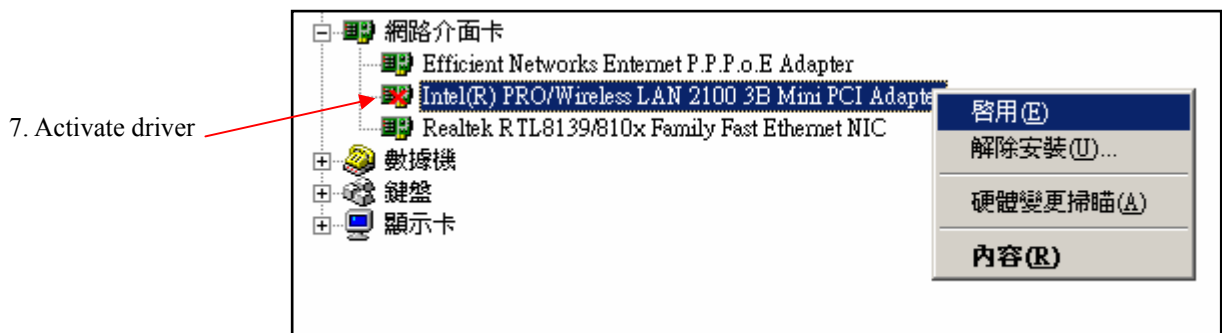 網路介面卡
Efficient Networks Enternet P.P.P.o.E Adapter
Intel(R) PRO/Wireless LAN 2100 3B Mini PCI Adapte
啓用(E)
7. Activate driver
Realtek RTL8139/810x Family Fast Ethernet NIC
解除安裝(U)...
數據機
鍵盤
硬體變更掃瞄(A)
顯示卡
內容(R)